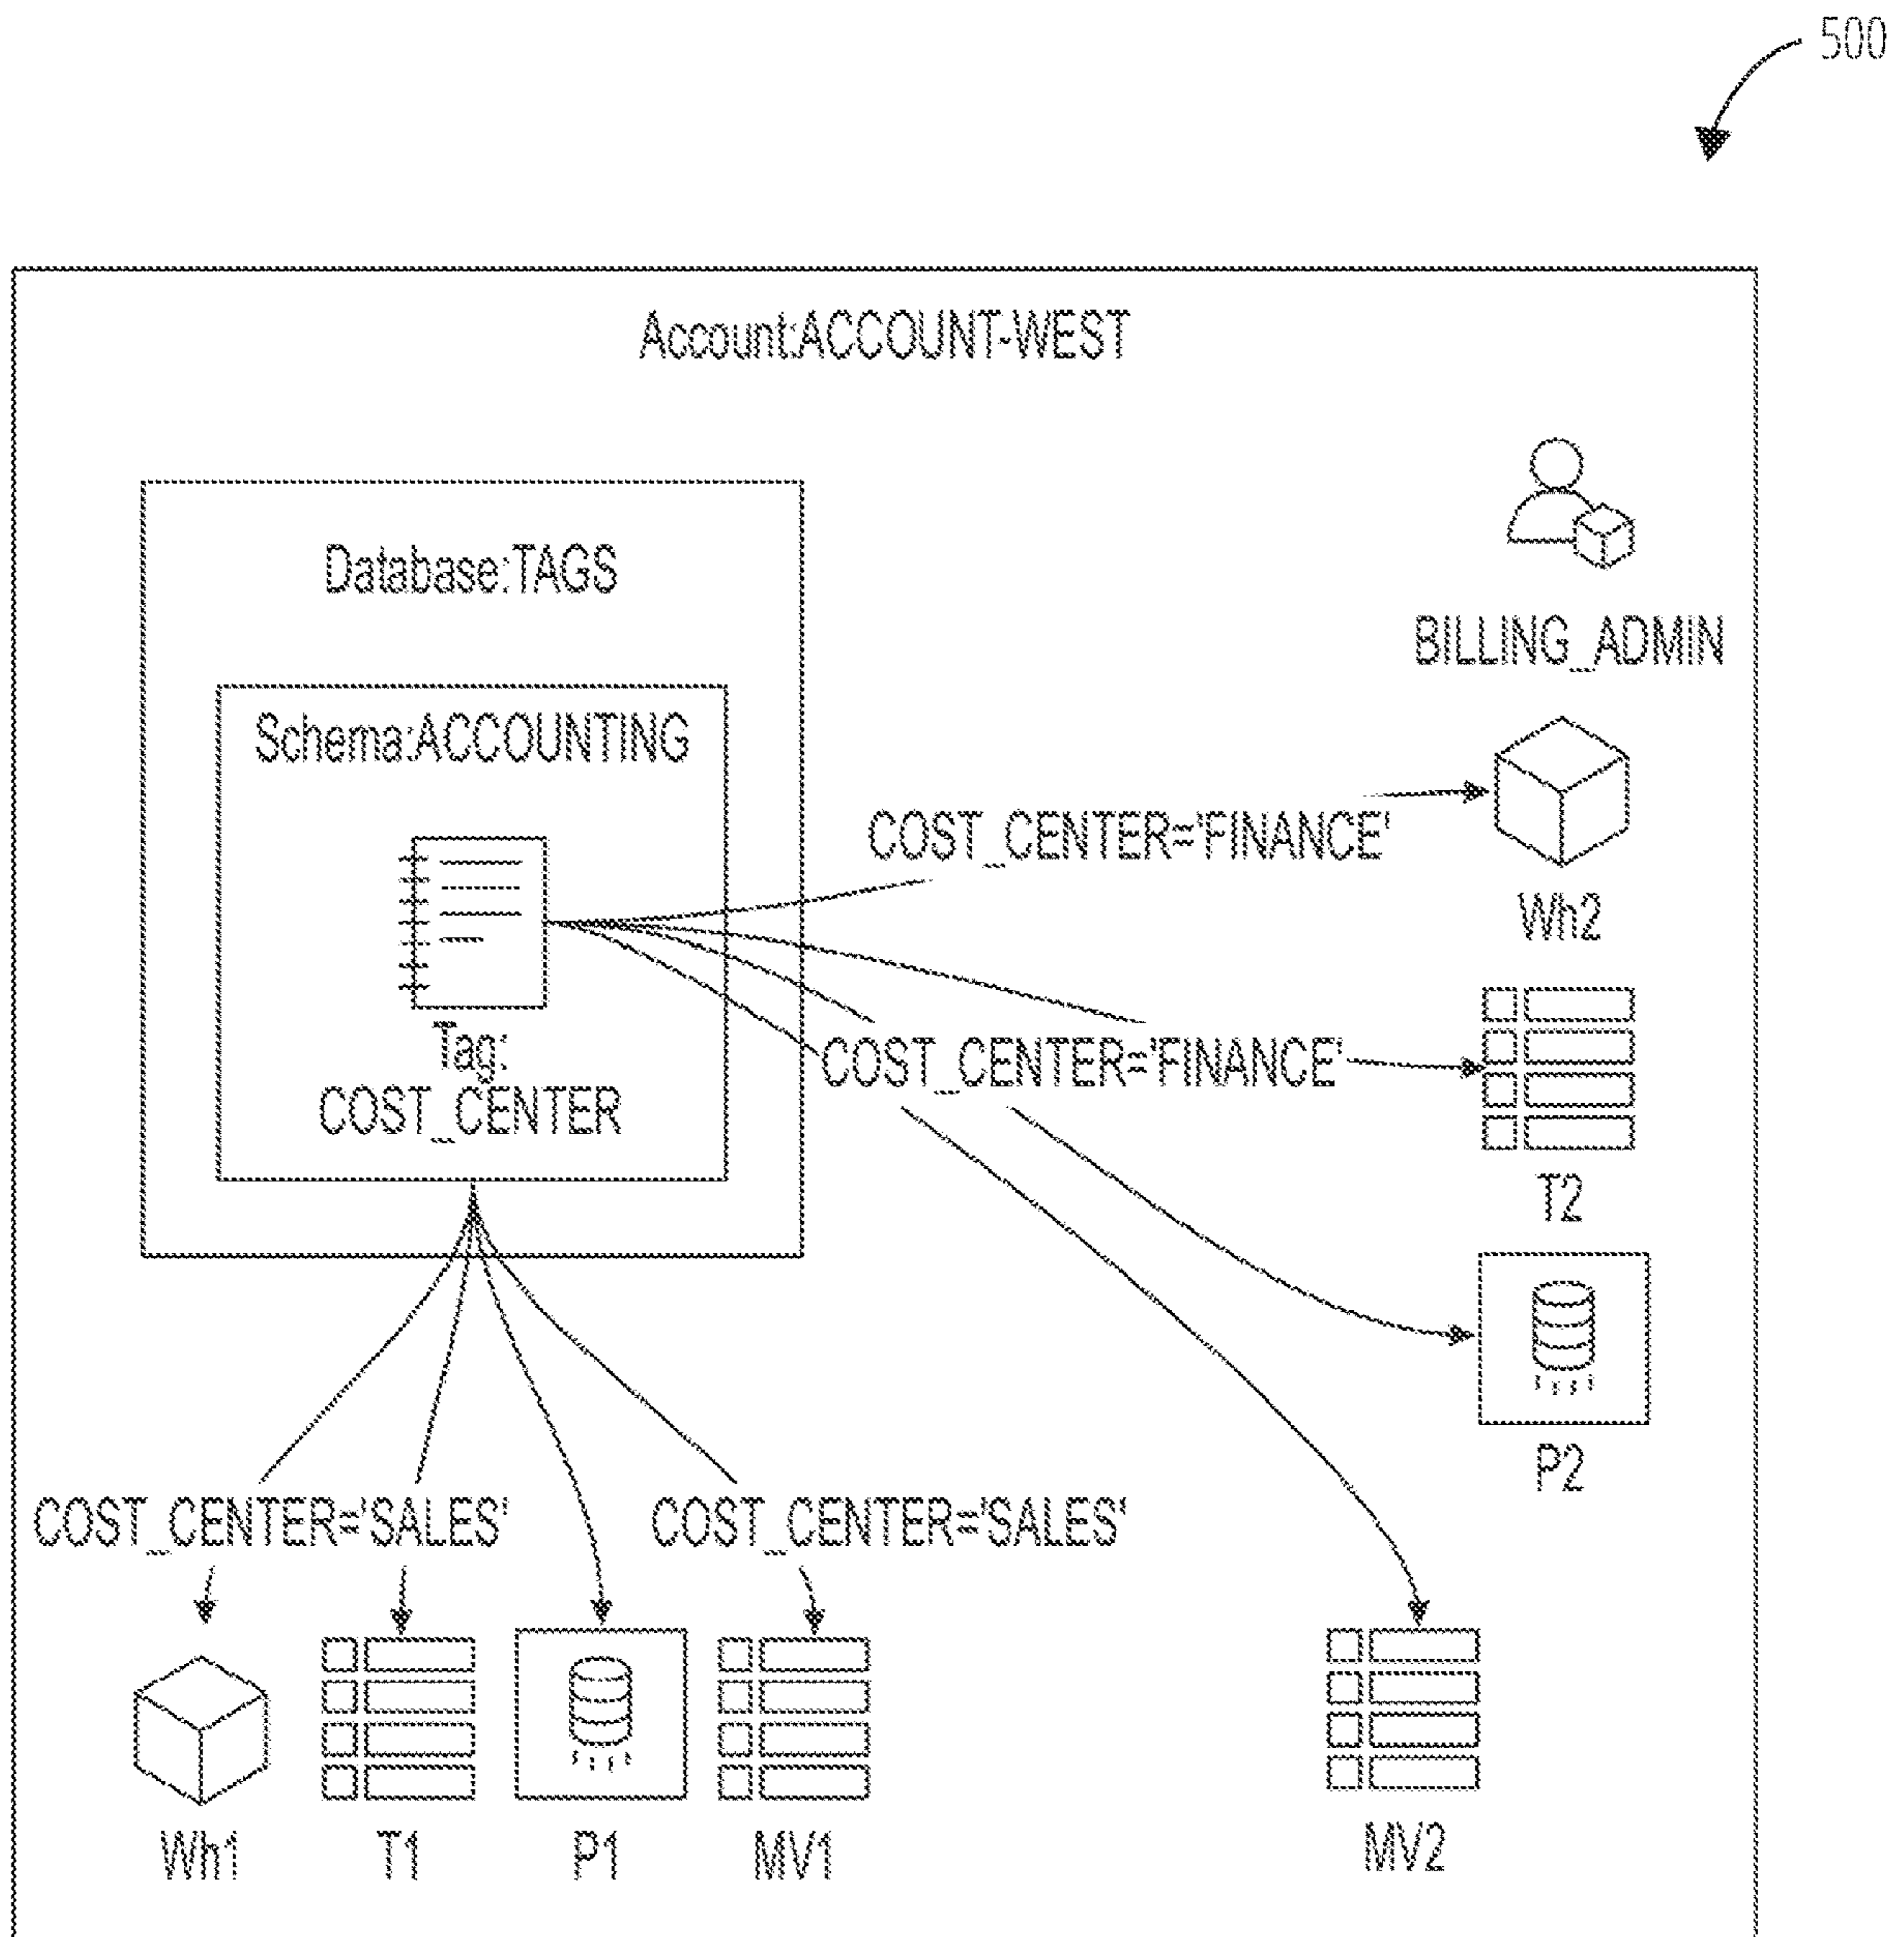 500
Account:ACCOUNT-WEST
Database:TAGS
BILLING_ADMIN
Schema:ACCOUNTING
COST_CENTER='FINANCE'
Wh2
Tag:
COST_CENTER='FINANCE'
COST_CENTER
T2
P2
COST_CENTER='SALES'
COST_CENTER='SALES'
Wh1
T1
P1
MV1
MV2